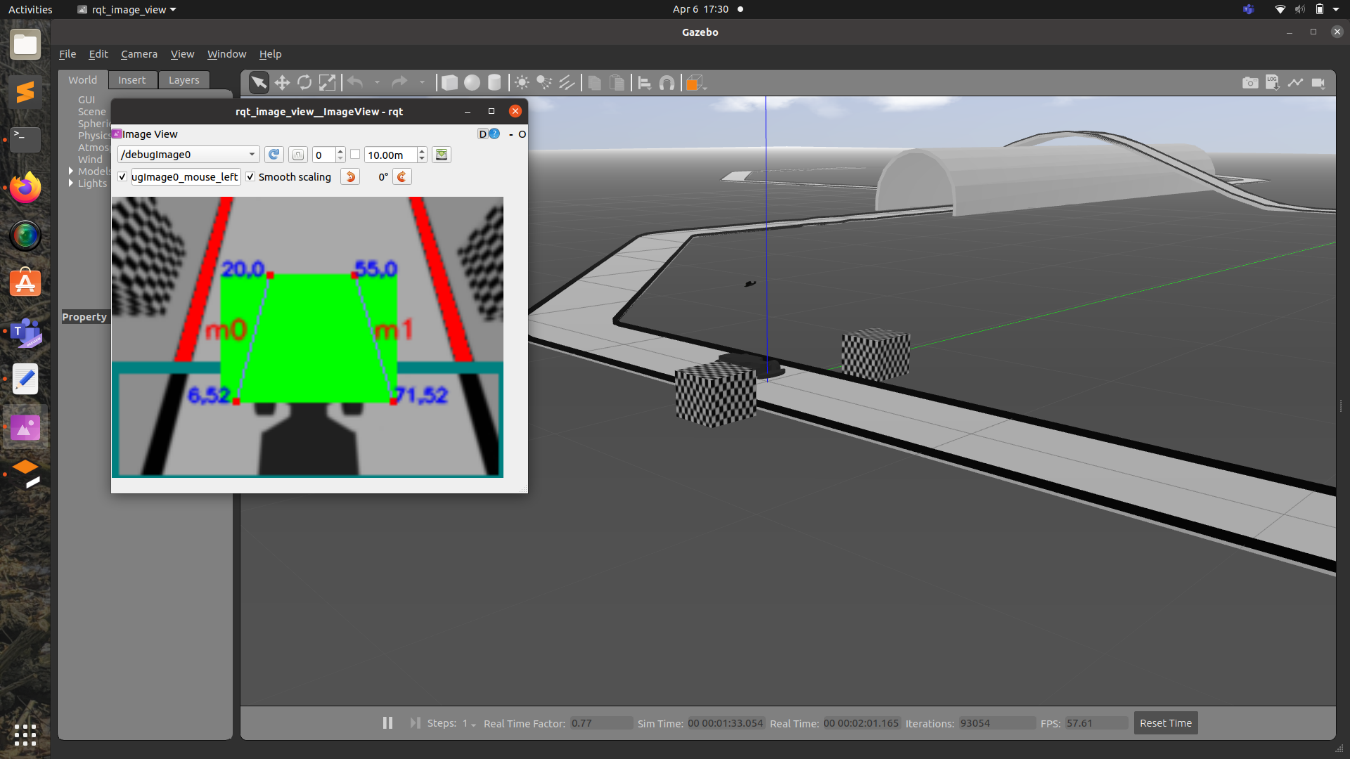 Activities
rqt_image_view
Apr 6 17:30
Gazebo
File Edit Camera View Window Help
World Insert Layers
GUI
Scene
Spheri
Physics
Atmos
Wind
Models
Lights
Property
rqt_image_view__ImageView - rqt
Image View
D
- O
/debugImage0
0
10.00m
ugImage0_mouse_left
Smooth scaling
0°
20,0
55,0
m0
m1
6,52
71,52
Steps: 1
Real Time Factor: 0.77
Sim Time: 00 00:01:33.054
Real Time: 00 00:02:01.165
Iterations: 93054
FPS: 57.61
Reset Time